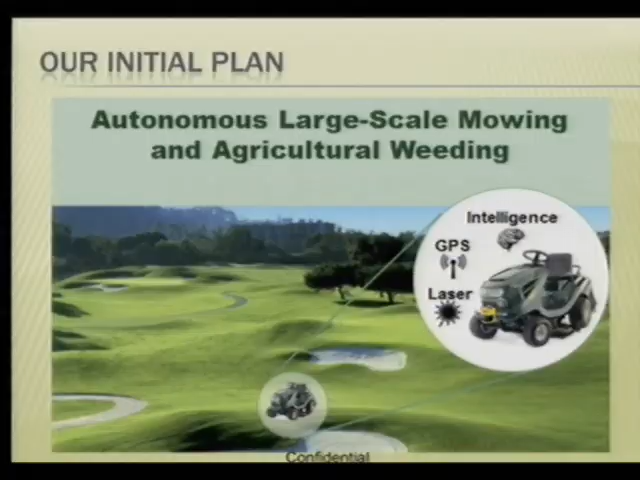 OUR INITIAL PLAN
Autonomous Large-Scale Mowing
and Agricultural Weeding
Intelligence
GPS
Laser
Confidential